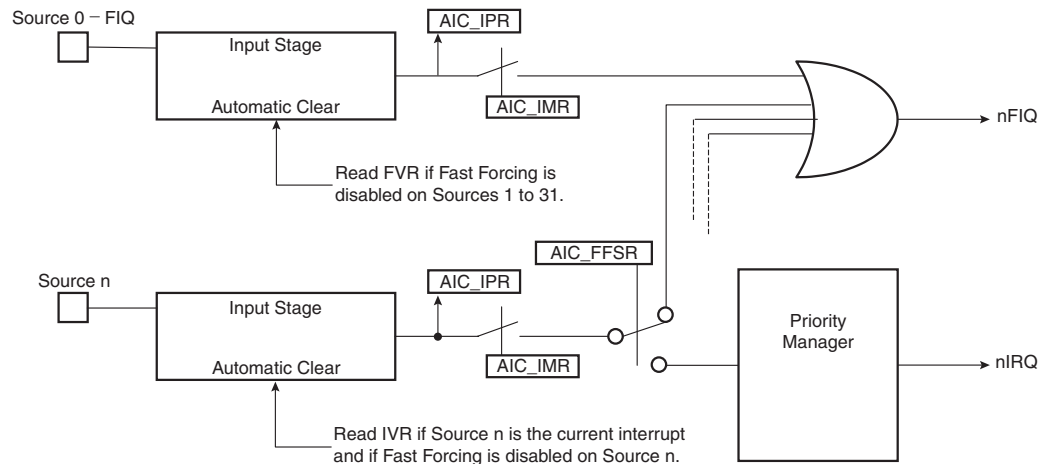 Source 0 – FIQ
AIC_IPR
Input Stage
Automatic Clear
AIC_IMR
nFIQ
Read FVR if Fast Forcing is
disabled on Sources 1 to 31.
AIC_FFSR
Source n
AIC_IPR
Input Stage
Priority
Manager
Automatic Clear
AIC_IMR
nIRQ
Read IVR if Source n is the current interrupt
and if Fast Forcing is disabled on Source n.